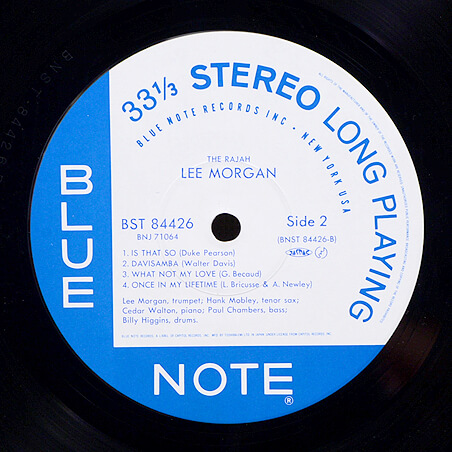 33 1/3 STEREO LONG PLAYING
BLUE NOTE RECORDS INC. • NEW YORK USA
THE RAJAH
LEE MORGAN
BST 84426
Side 2
BNJ 71064
(BNST 84426-B)
JASRAC
1. IS THAT SO (Duke Pearson)
2. DAVISAMBA (Walter Davis)
3. WHAT NOT MY LOVE (G. Becaud)
4. ONCE IN MY LIFETIME (L. Bricusse & A. Newley)
Lee Morgan, trumpet; Hank Mobley, tenor sax;
Cedar Walton, piano; Paul Chambers, bass;
Billy Higgins, drums.
BLUE
NOTE®